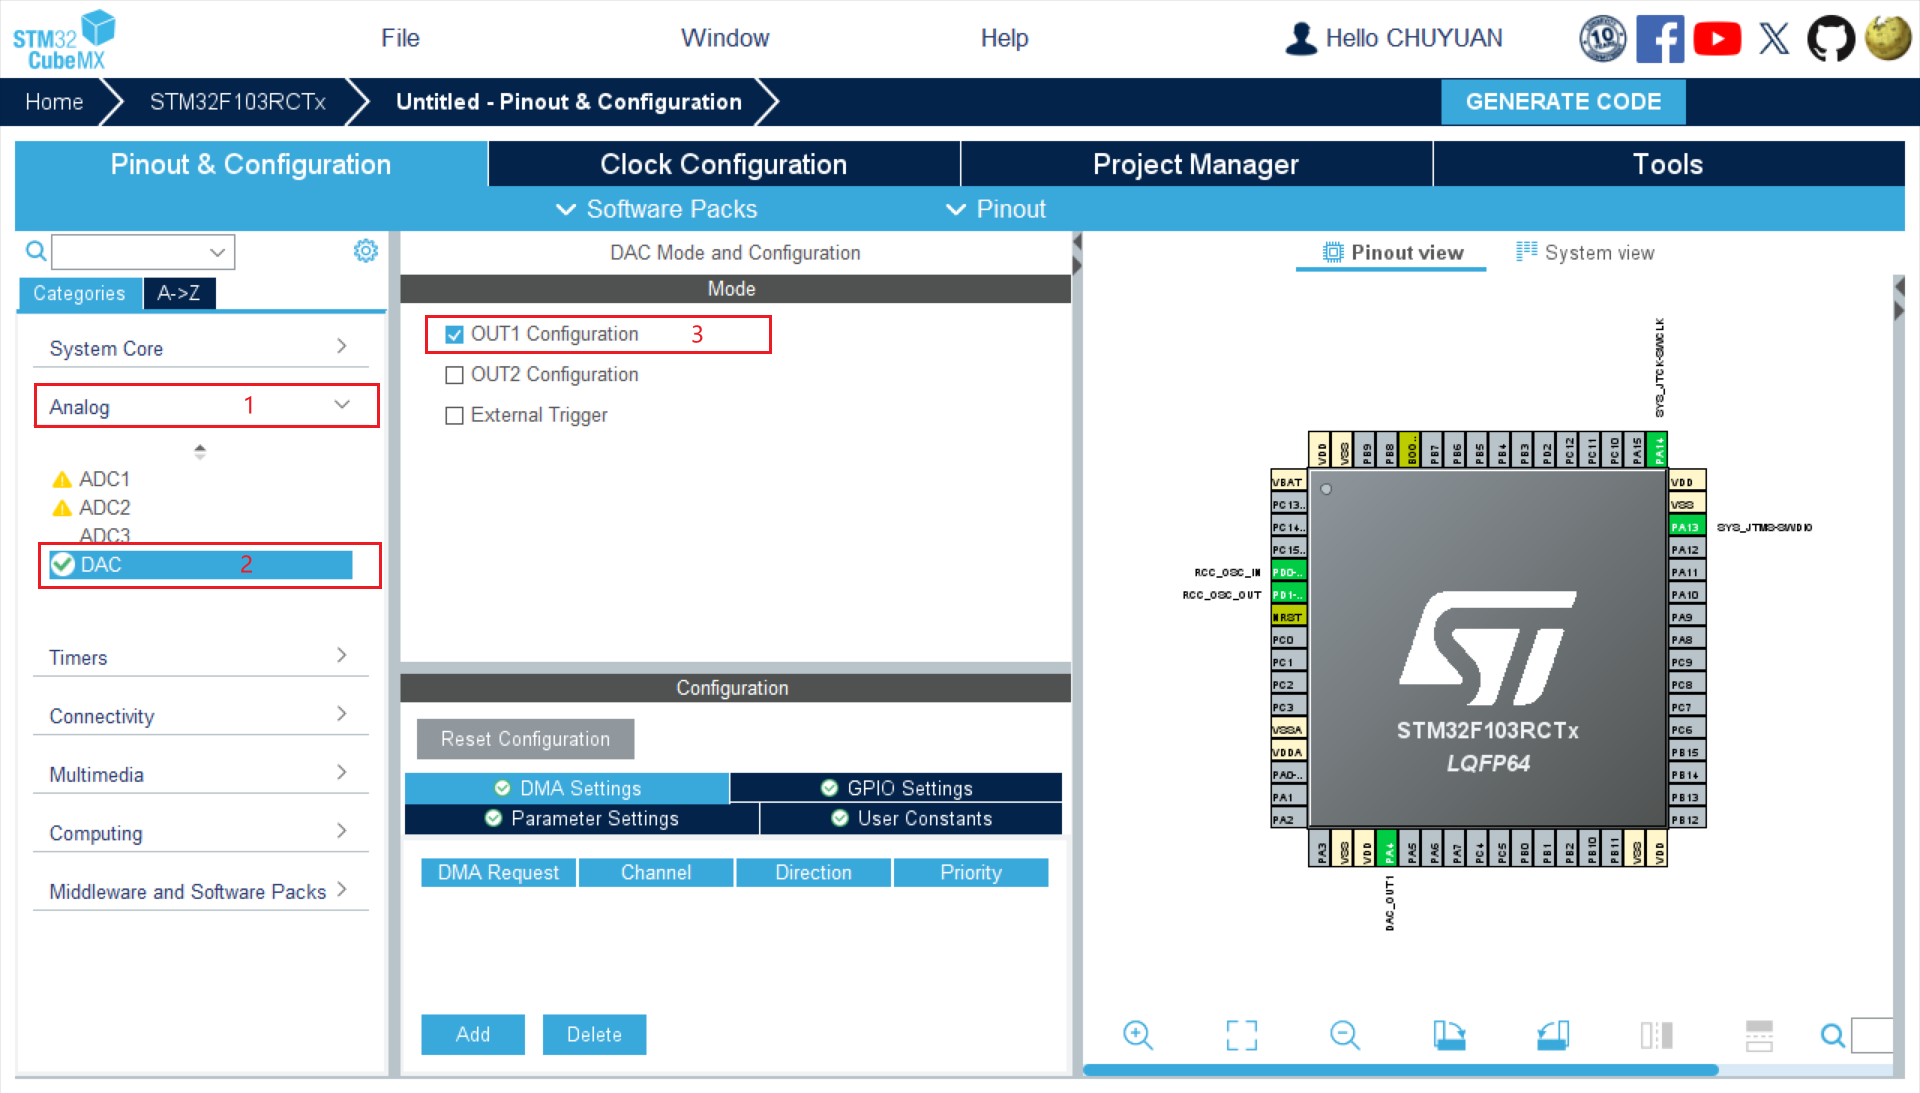 STM32
CubeMX
File
Window
Help
Hello CHUYUAN
10
Home
STM32F103RCTx
Untitled - Pinout & Configuration
GENERATE CODE
Pinout & Configuration
Clock Configuration
Project Manager
Tools
Software Packs
Pinout
Categories
A->Z
System Core
Analog 1
ADC1
ADC2
ADC3
DAC 2
Timers
Connectivity
Multimedia
Computing
Middleware and Software Packs
DAC Mode and Configuration
Mode
OUT1 Configuration 3
OUT2 Configuration
External Trigger
Configuration
Reset Configuration
DMA Settings
GPIO Settings
Parameter Settings
User Constants
DMA Request
Channel
Direction
Priority
Add
Delete
Pinout view
System view
SYS_JTCK-SWCLK
VDD
VSS
PB9
PB8
BOO..
PB7
PB6
PB5
PB4
PB3
PD2
PC12
PC11
PC10
PA15
PA14
VBAT
PC13..
PC14..
PC15..
RCC_OSC_IN PD0-..
RCC_OSC_OUT PD1-..
NRST
PC0
PC1
PC2
PC3
VSSA
VDDA
PA0-..
PA1
PA2
STM32F103RCTx
LQFP64
VDD
VSS
PA13 SYS_JTMS-SWDIO
PA12
PA11
PA10
PA9
PA8
PC9
PC8
PC7
PC6
PB15
PB14
PB13
PB12
PA3
VSS
VDD
PA4
PA5
PA6
PA7
PC4
PC5
PB0
PB1
PB2
PB10
PB11
VSS
VDD
DAC_OUT1